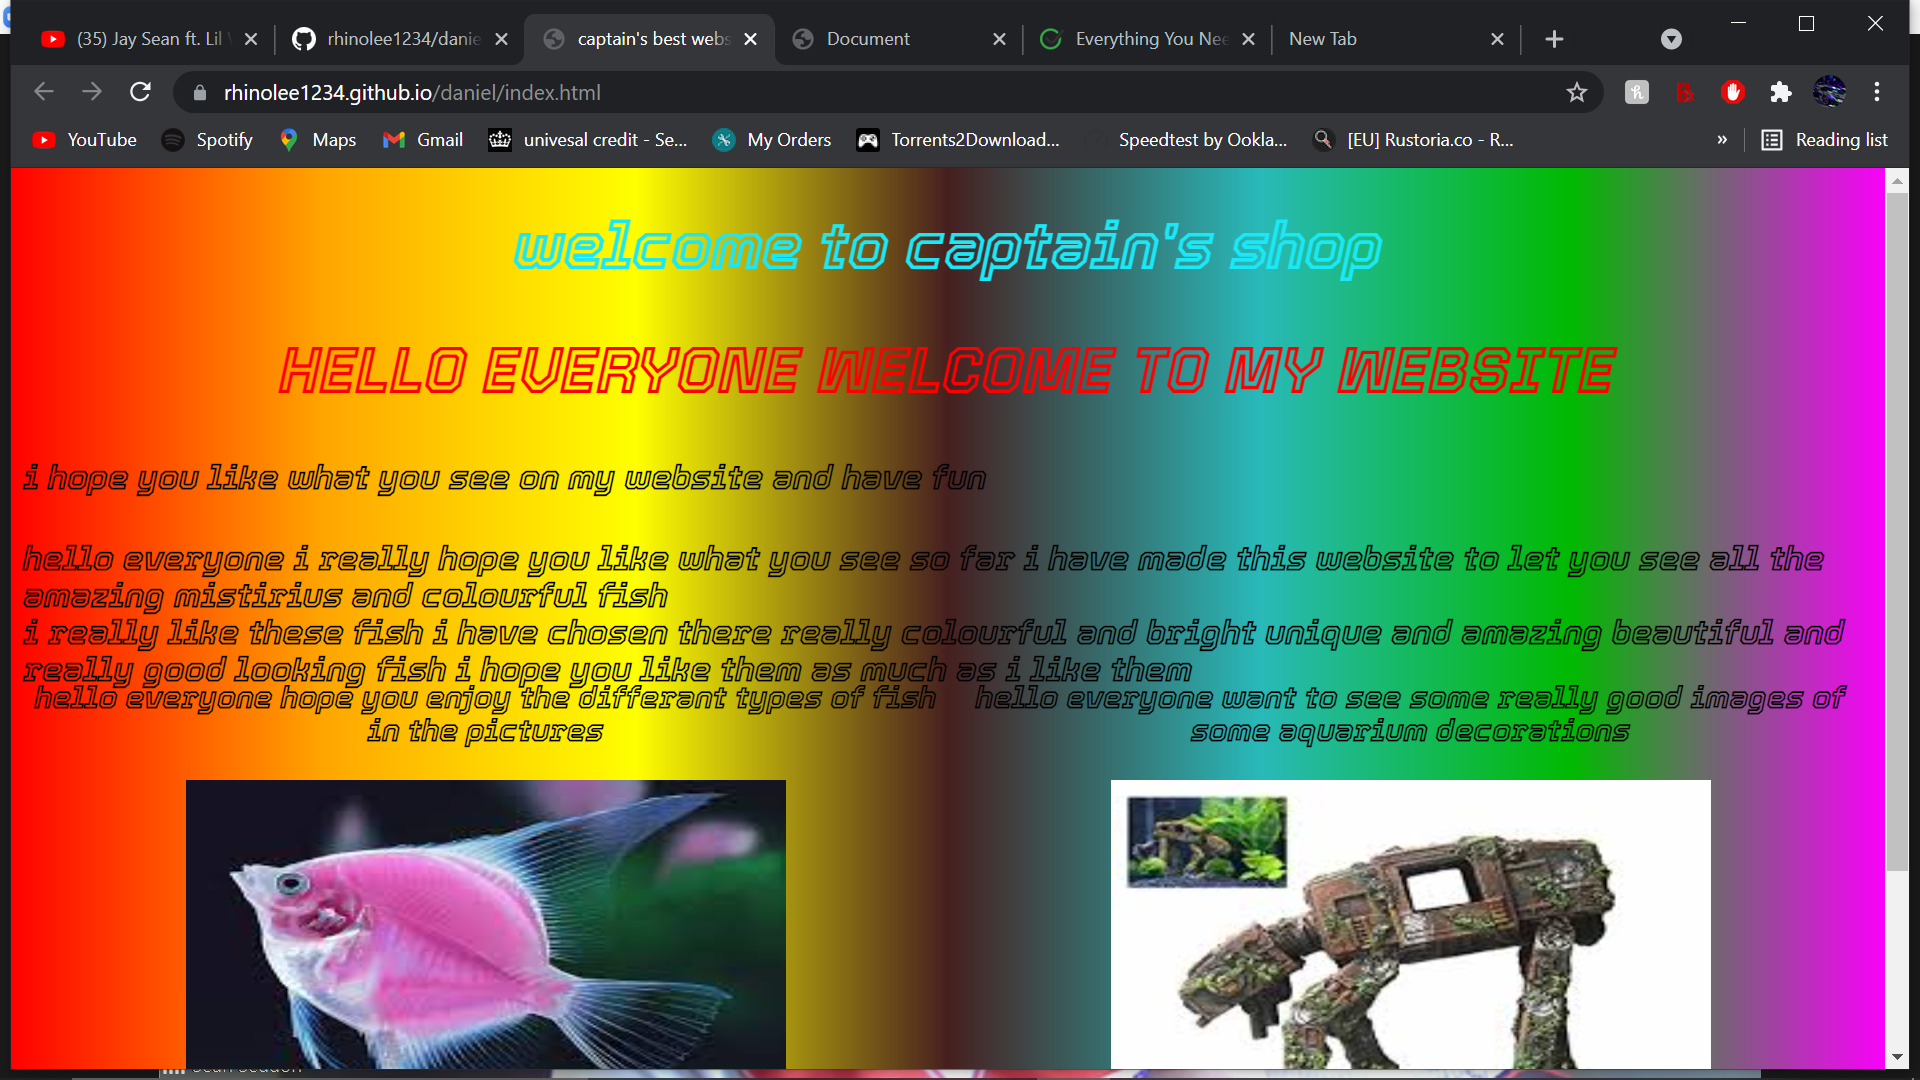 (35) Jay Sean ft. Lil
rhinolee1234/danie
captain's best webs
Document
Everything You Nee
New Tab
rhinolee1234.github.io/daniel/index.html
YouTube
Spotify
Maps
Gmail
univesal credit - Se...
My Orders
Torrents2Download...
Speedtest by Ookla...
[EU] Rustoria.co - R...
»
Reading list
welcome to captain's shop
HELLO EVERYONE WELCOME TO MY WEBSITE
i hope you like what you see on my website and have fun
hello everyone i really hope you like what you see so far i have made this website to let you see all the
amazing mistirius and colourful fish
i really like these fish i have chosen there really colourful and bright unique and amazing beautiful and
really good looking fish i hope you like them as much as i like them
hello everyone hope you enjoy the differant types of fish
in the pictures
hello everyone want to see some really good images of
some aquarium decorations